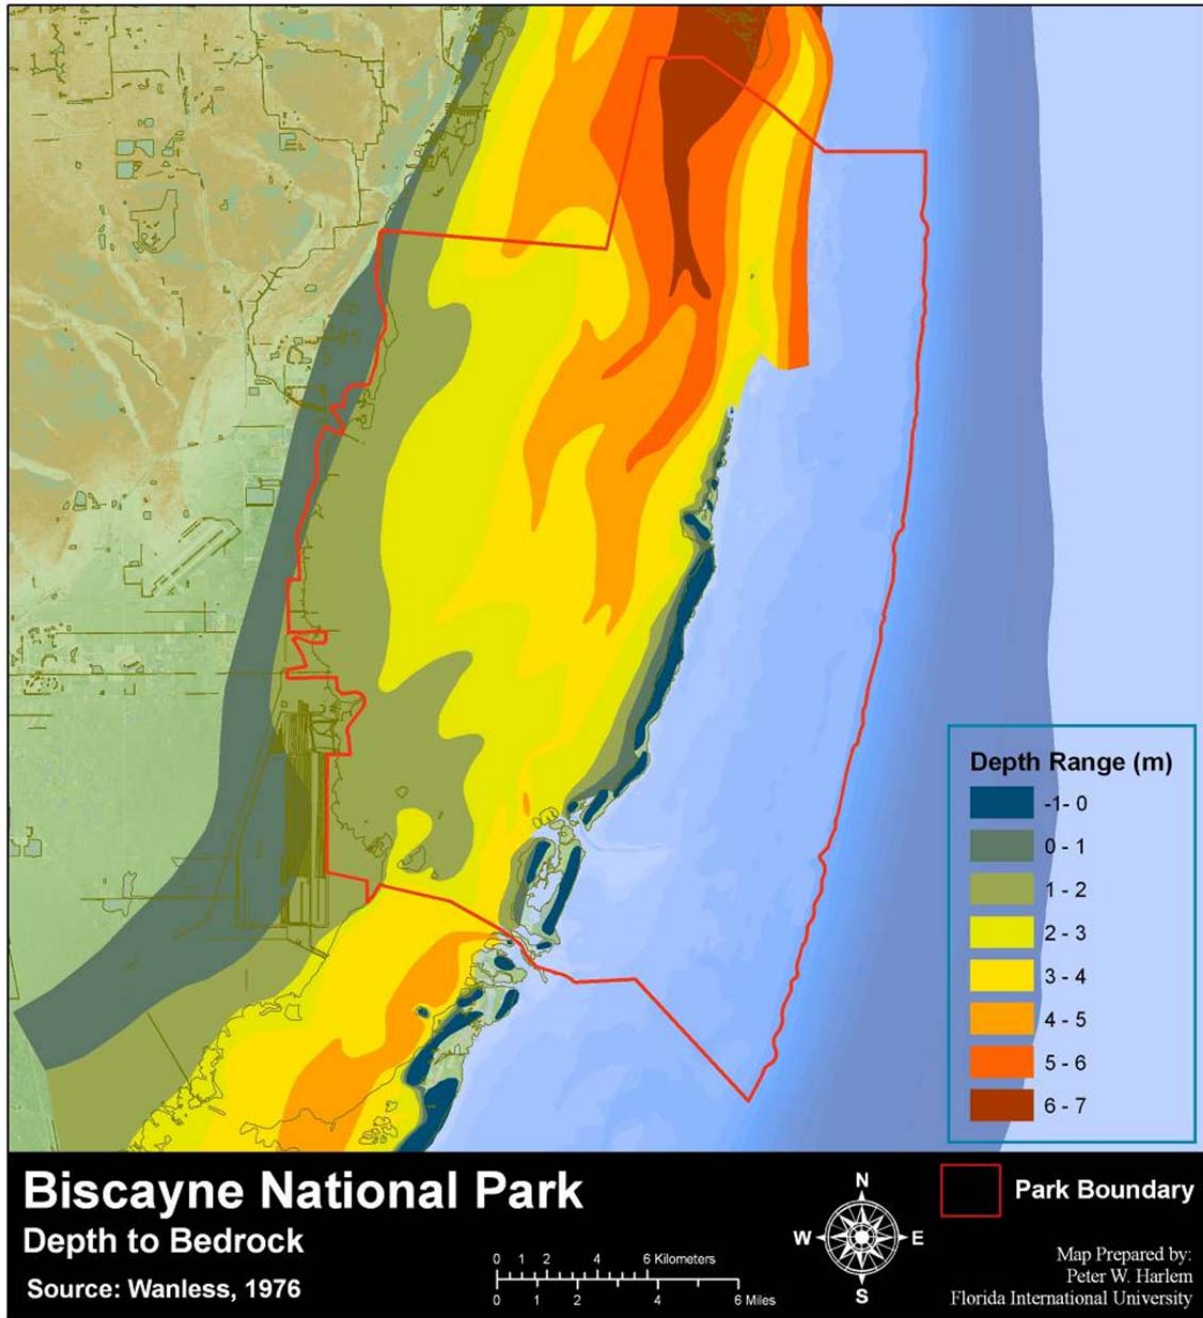 Depth Range (m)
-1- 0
0 - 1
1 - 2
2 - 3
3 - 4
4 - 5
5 - 6
6 - 7
Biscayne National Park
Depth to Bedrock
Source: Wanless, 1976
0 1 2 4 6 Kilometers
0 1 2 4 6 Miles
N
W E
S
Park Boundary
Map Prepared by:
Peter W. Harlem
Florida International University